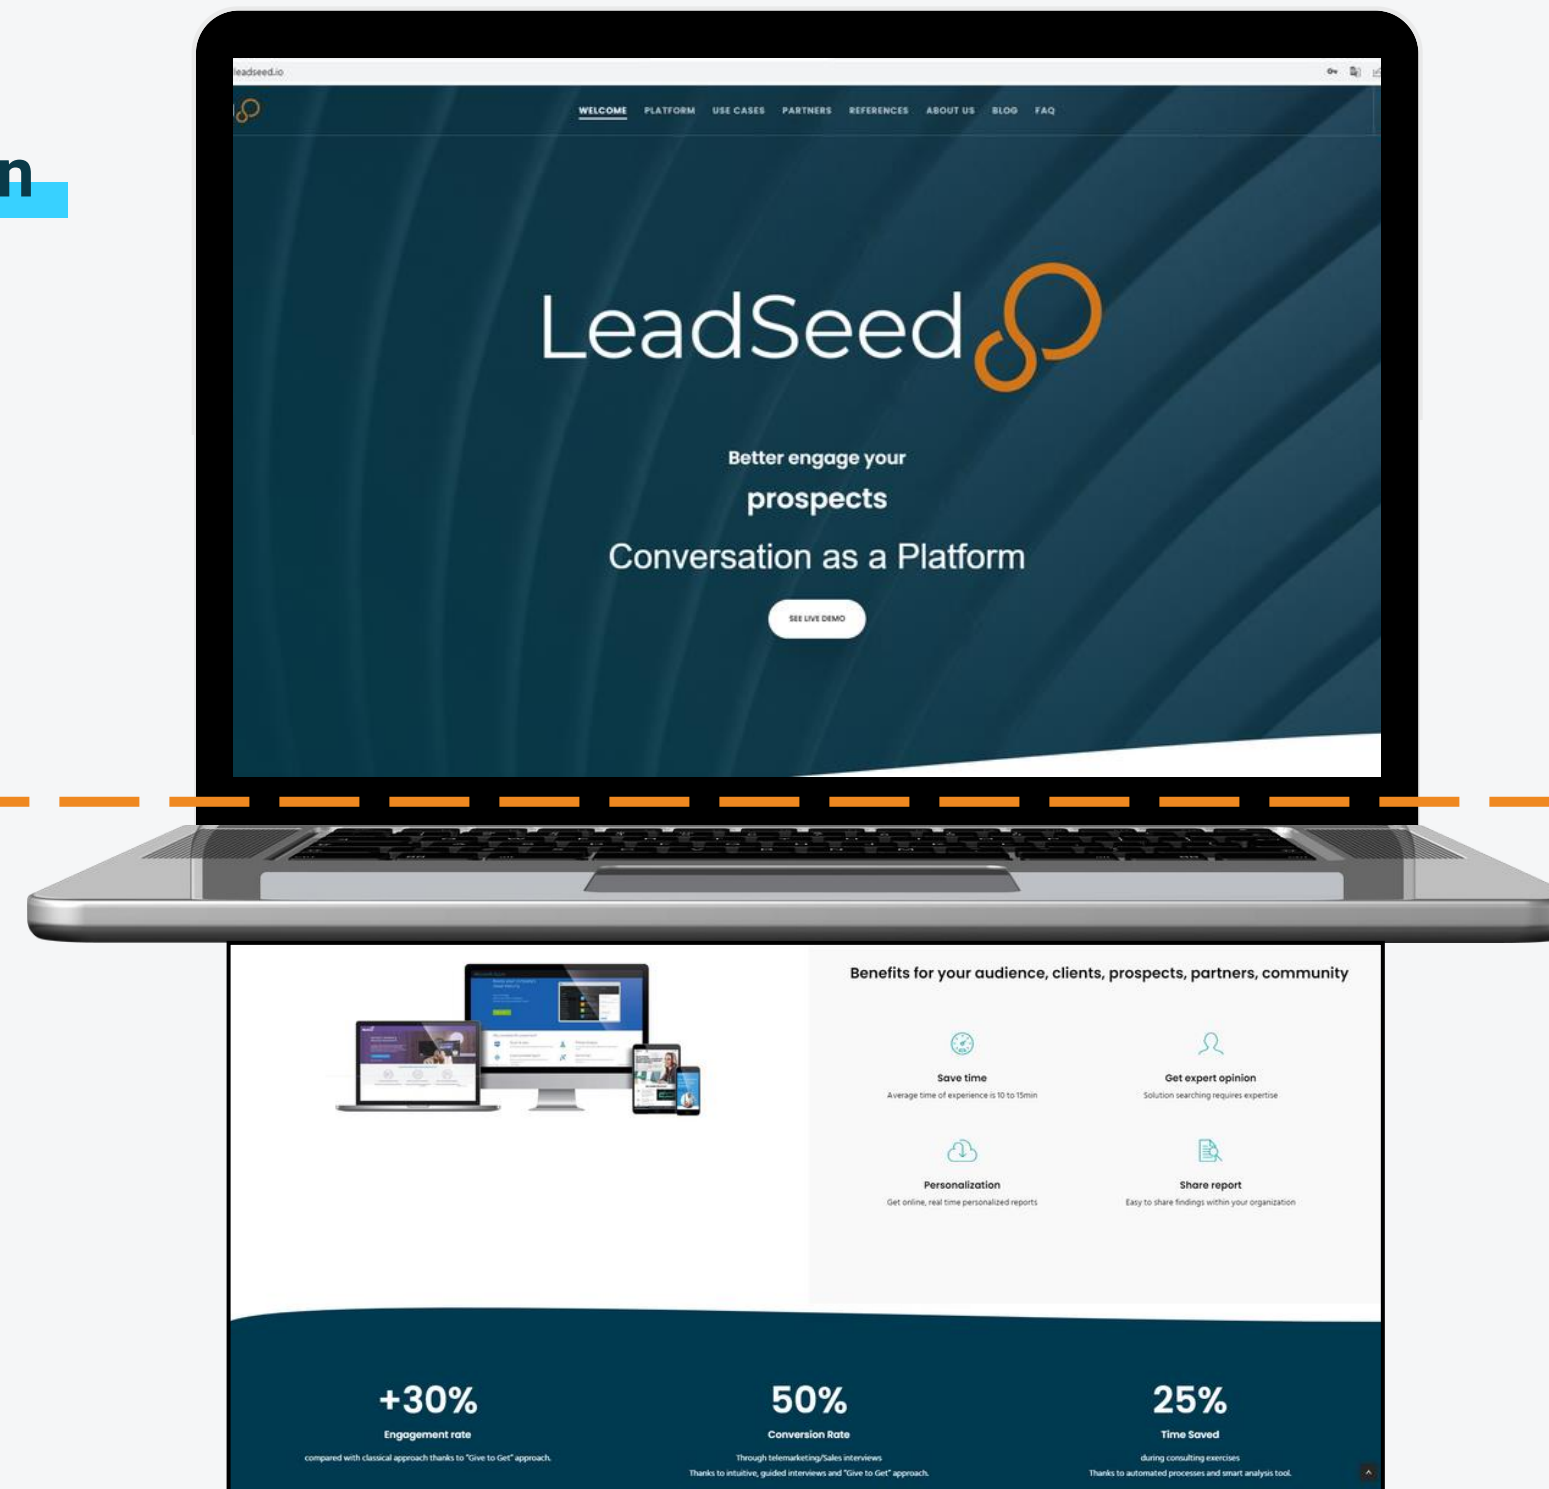 n
leadseed.io
WELCOME PLATFORM USE CASES PARTNERS REFERENCES ABOUT US BLOG FAQ
LeadSeed
Better engage your
prospects
Conversation as a Platform
SEE LIVE DEMO
Benefits for your audience, clients, prospects, partners, community
Save time
Average time of experience is 10 to 15min
Get expert opinion
Solution searching requires expertise
Personalization
Get online, real time personalized reports
Share report
Easy to share findings within your organization
+30%
Engagement rate
compared with classical approach thanks to "Give to Get" approach.
50%
Conversion Rate
Through telemarketing/Sales interviews
Thanks to intuitive, guided interviews and "Give to Get" approach.
25%
Time Saved
during consulting exercises
Thanks to automated processes and smart analysis tool.